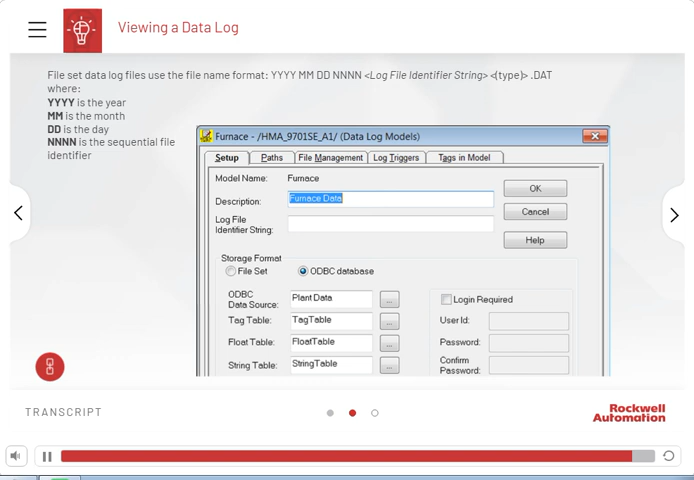 Viewing a Data Log
File set data log files use the file name format: YYYY MM DD NNNN <Log File Identifier String> <(type)> .DAT
where:
YYYY is the year
MM is the month
DD is the day
NNNN is the sequential file
identifier
Furnace - /HMA_9701SE_A1/ (Data Log Models)
Setup Paths File Management Log Triggers Tags in Model
Model Name: Furnace
Description: Furnace Data
Log File
Identifier String:
OK
Cancel
Help
Storage Format
File Set ODBC database
ODBC
Data Source: Plant Data ...
Tag Table: TagTable ...
Float Table: FloatTable ...
String Table: StringTable ...
Login Required
User Id:
Password:
Confirm
Password:
TRANSCRIPT
Rockwell
Automation